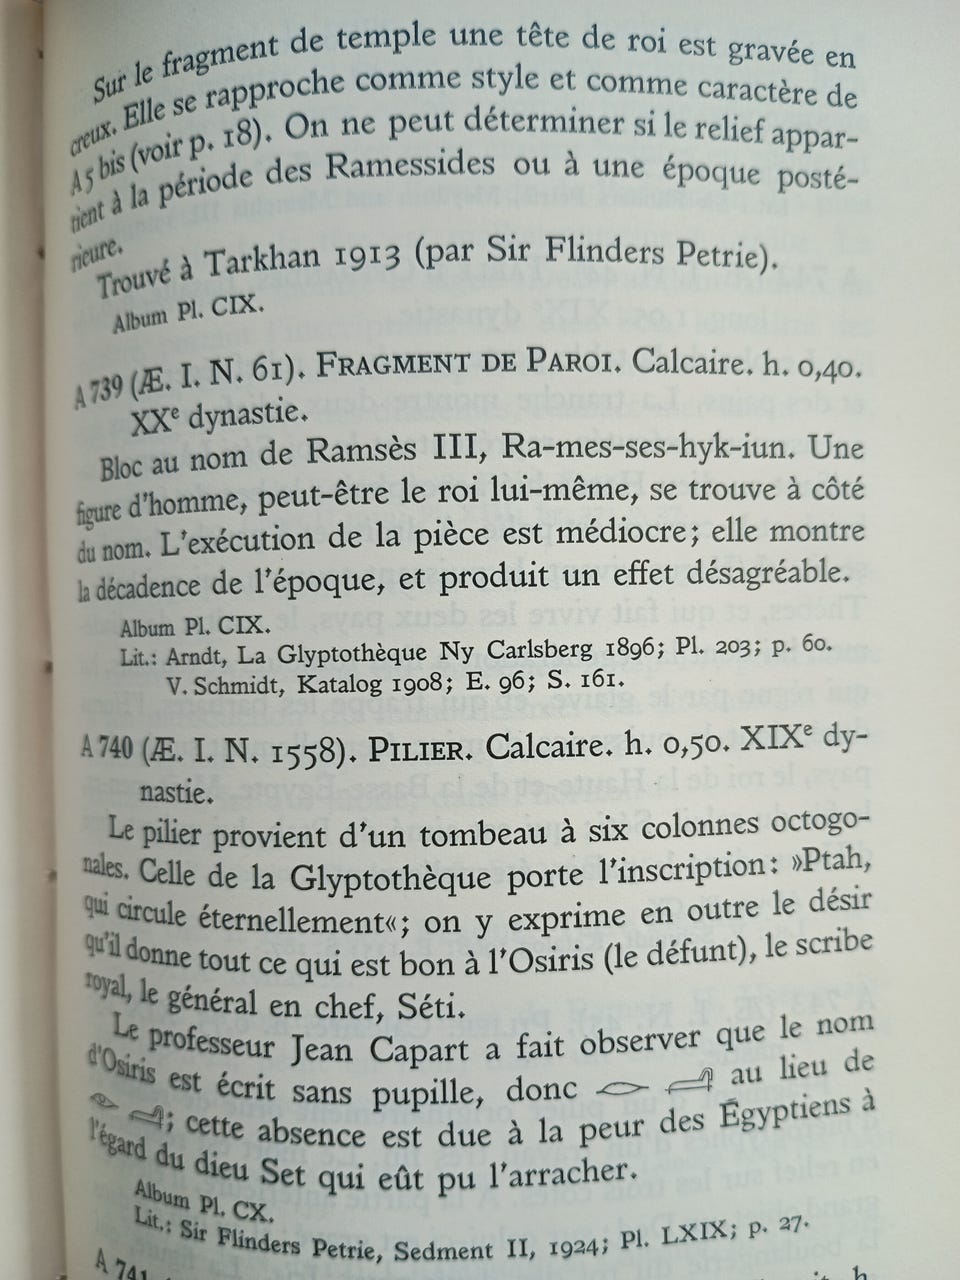 Sur le fragment de temple une tête de roi est gravée en
creux. Elle se rapproche comme style et comme caractère de
A 5 bis (voir p. 18). On ne peut déterminer si le relief appar-
tient à la période des Ramessides ou à une époque posté-
rieure.
Trouvé à Tarkhan 1913 (par Sir Flinders Petrie).
Album Pl. CIX.
A 739 (Æ. I. N. 61). FRAGMENT DE PAROI. Calcaire. h. 0,40.
XXe dynastie.
Bloc au nom de Ramsès III, Ra-mes-ses-hyk-iun. Une
figure d'homme, peut-être le roi lui-même, se trouve à côté
du nom. L'exécution de la pièce est médiocre; elle montre
la décadence de l'époque, et produit un effet désagréable.
Album Pl. CIX.
Lit.: Arndt, La Glyptothèque Ny Carlsberg 1896; Pl. 203; p. 60.
V. Schmidt, Katalog 1908; E. 96; S. 161.
A 740 (Æ. I. N. 1558). PILIER. Calcaire. h. 0,50. XIXe dy-
nastie.
Le pilier provient d'un tombeau à six colonnes octogo-
nales. Celle de la Glyptothèque porte l'inscription: »Ptah,
qui circule éternellement«; on y exprime en outre le désir
qu'il donne tout ce qui est bon à l'Osiris (le défunt), le scribe
royal, le général en chef, Séti.
Le professeur Jean Capart a fait observer que le nom
d'Osiris est écrit sans pupille, donc au lieu de
; cette absence est due à la peur des Égyptiens à
l'égard du dieu Set qui eût pu l'arracher.
Album Pl. CX.
Lit.: Sir Flinders Petrie, Sedment II, 1924; Pl. LXIX; p. 27.
A 741